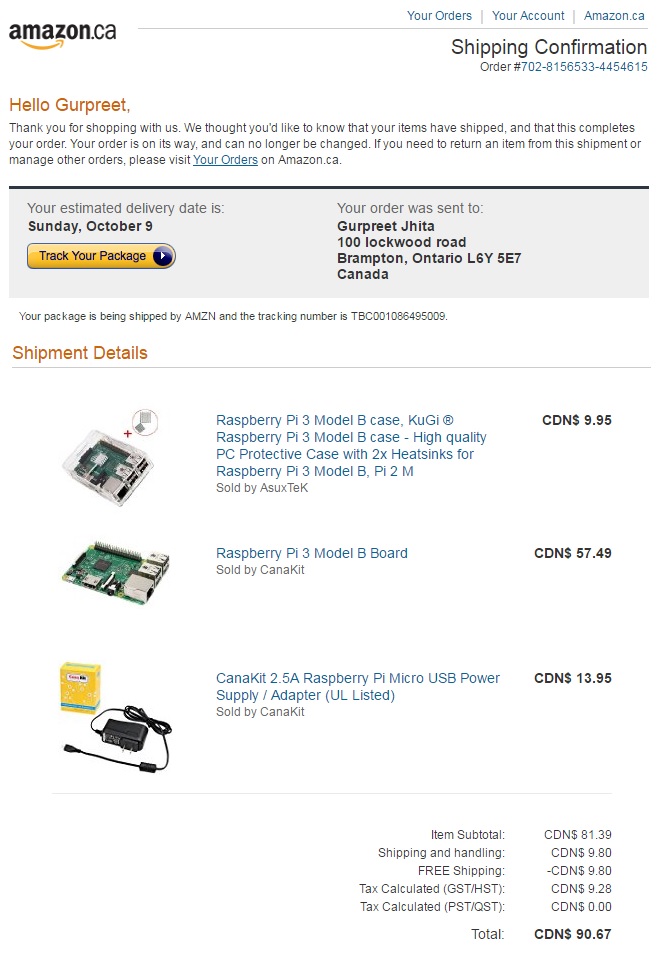 amazon.ca
Your Orders | Your Account | Amazon.ca
Shipping Confirmation
Order #702-8156533-4454615
Hello Gurpreet,
Thank you for shopping with us. We thought you'd like to know that your items have shipped, and that this completes
your order. Your order is on its way, and can no longer be changed. If you need to return an item from this shipment or
manage other orders, please visit Your Orders on Amazon.ca.
Your estimated delivery date is:
Sunday, October 9
Track Your Package
Your order was sent to:
Gurpreet Jhita
100 lockwood road
Brampton, Ontario L6Y 5E7
Canada
Your package is being shipped by AMZN and the tracking number is TBC001086495009.
Shipment Details
Raspberry Pi 3 Model B case, KuGi ® CDN$ 9.95
Raspberry Pi 3 Model B case - High quality
PC Protective Case with 2x Heatsinks for
Raspberry Pi 3 Model B, Pi 2 M
Sold by AsuxTeK
Raspberry Pi 3 Model B Board CDN$ 57.49
Sold by CanaKit
CanaKit 2.5A Raspberry Pi Micro USB Power CDN$ 13.95
Supply / Adapter (UL Listed)
Sold by CanaKit
Item Subtotal: CDN$ 81.39
Shipping and handling: CDN$ 9.80
FREE Shipping: -CDN$ 9.80
Tax Calculated (GST/HST): CDN$ 9.28
Tax Calculated (PST/QST): CDN$ 0.00
Total: CDN$ 90.67